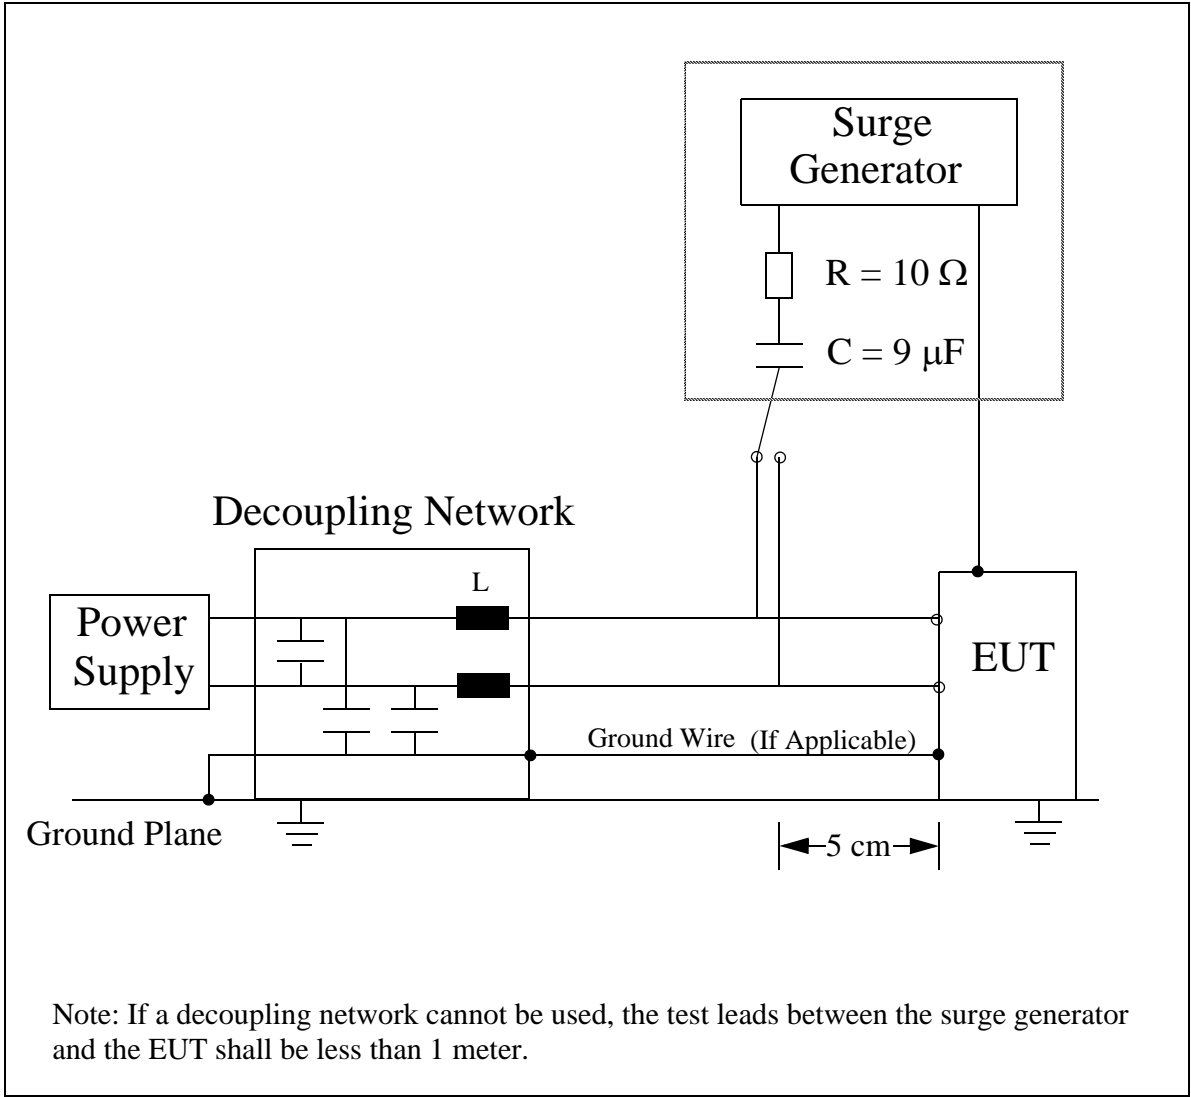 Surge
Generator
R = 10 Ω
C = 9 μF
Decoupling Network
L
Power
Supply
EUT
Ground Wire (If Applicable)
Ground Plane
5 cm
Note: If a decoupling network cannot be used, the test leads between the surge generator
and the EUT shall be less than 1 meter.